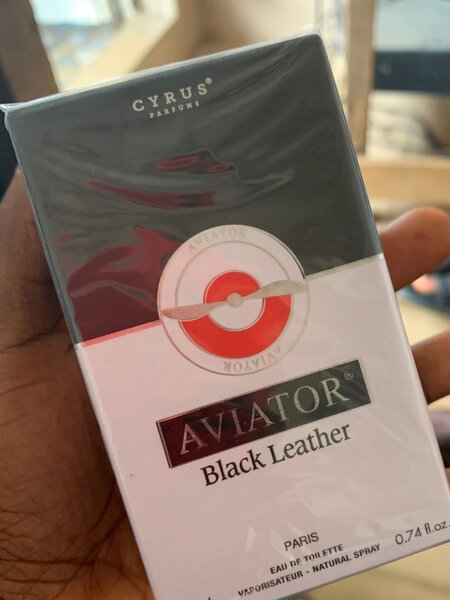 CYRUS®
PARFUMS
AVIATOR
AVIATOR
AVIATOR®
Black Leather
PARIS
EAU DE TOILETTE
VAPORISATEUR - NATURAL SPRAY 0.74 fl.oz.